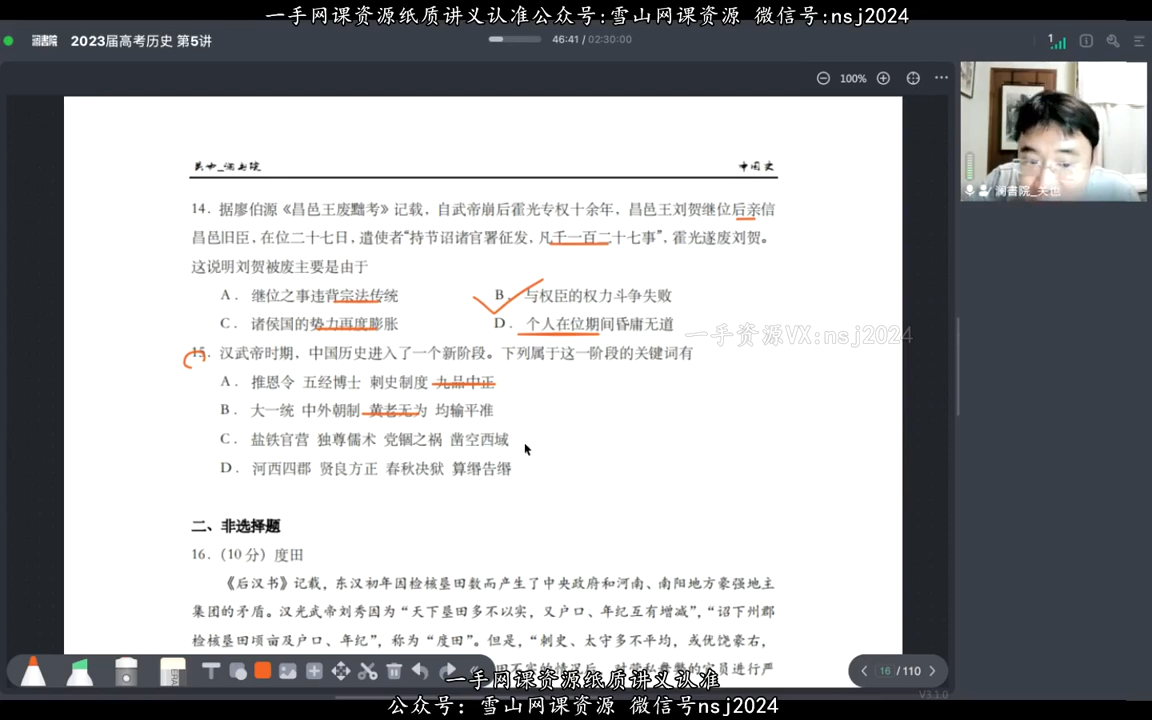 一手网课资源纸质讲义认准公众号:雪山网课资源 微信号:nsj2024
澜書院 2023届高考历史 第5讲
46:41 / 02:30:00
1
100%
中国史
14. 据廖伯源《昌邑王废黜考》记载，自武帝崩后霍光专权十余年，昌邑王刘贺继位后亲信
昌邑旧臣，在位二十七日，遣使者“持节诏诸官署征发，凡千一百二十七事”，霍光遂废刘贺。
这说明刘贺被废主要是由于
A. 继位之事违背宗法传统
B. 与权臣的权力斗争失败
C. 诸侯国的势力再度膨胀
D. 个人在位期间昏庸无道
15. 汉武帝时期，中国历史进入了一个新阶段。下列属于这一阶段的关键词有
A. 推恩令 五经博士 刺史制度 九品中正
B. 大一统 中外朝制 黄老无为 均输平准
C. 盐铁官营 独尊儒术 党锢之祸 凿空西域
D. 河西四郡 贤良方正 春秋决狱 算缗告缗
二、非选择题
16.（10 分）度田
《后汉书》记载，东汉初年因检核垦田数而产生了中央政府和河南、南阳地方豪强地主
集团的矛盾。汉光武帝刘秀因为“天下垦田多不以实，又户口、年纪互有增减”，“诏下州郡
检核垦田顷亩及户口、年纪”，称为“度田”。但是，“刺史、太守多不平均，或优饶豪右，
澜書院_关也
一手资源VX:nsj2024
16 / 110
V3.1.0
一手网课资源纸质讲义认准
公众号: 雪山网课资源 微信号nsj2024